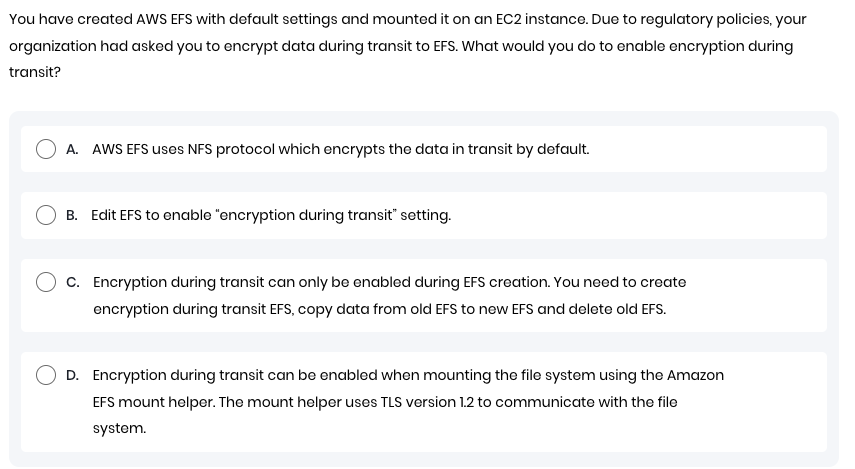 You have created AWS EFS with default settings and mounted it on an EC2 instance. Due to regulatory policies, your
organization had asked you to encrypt data during transit to EFS. What would you do to enable encryption during
transit?
A. AWS EFS uses NFS protocol which encrypts the data in transit by default.
B. Edit EFS to enable “encryption during transit” setting.
C. Encryption during transit can only be enabled during EFS creation. You need to create
encryption during transit EFS, copy data from old EFS to new EFS and delete old EFS.
D. Encryption during transit can be enabled when mounting the file system using the Amazon
EFS mount helper. The mount helper uses TLS version 1.2 to communicate with the file
system.